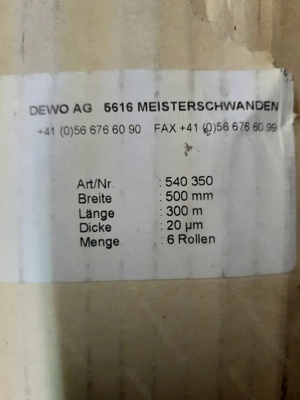 DEWO AG 5616 MEISTERSCHWANDEN
+41 (0)56 676 60 90 FAX +41 (0)56 676 60 99
Art/Nr. : 540 350
Breite : 500 mm
Länge : 300 m
Dicke : 20 µm
Menge : 6 Rollen